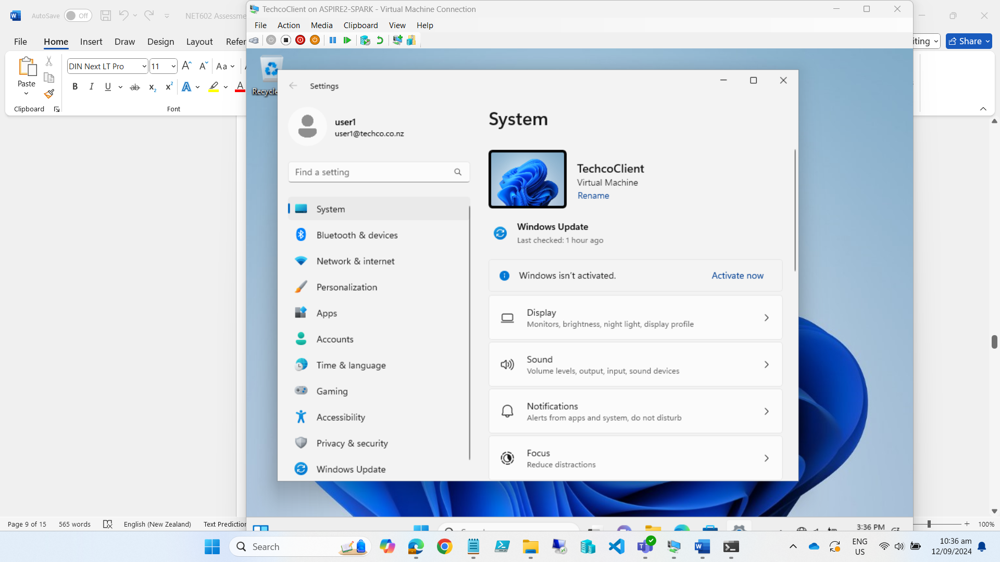 AutoSave Off NET602 Assessme
File Home Insert Draw Design Layout Refer
iting Share
DIN Next LT Pro 11
Aa
Paste
B I U ab x₂ x² A A
Clipboard Font
TechcoClient on ASPIRE2-SPARK - Virtual Machine Connection
File Action Media Clipboard View Help
Recycle
Settings
user1
user1@techco.co.nz
Find a setting
System
Bluetooth & devices
Network & internet
Personalization
Apps
Accounts
Time & language
Gaming
Accessibility
Privacy & security
Windows Update
System
TechcoClient
Virtual Machine
Rename
Windows Update
Last checked: 1 hour ago
Windows isn't activated. Activate now
Display
Monitors, brightness, night light, display profile
Sound
Volume levels, output, input, sound devices
Notifications
Alerts from apps and system, do not disturb
Focus
Reduce distractions
3:36 PM
Page 9 of 15 565 words English (New Zealand) Text Prediction
100%
Search
ENG
US
10:36 am
12/09/2024